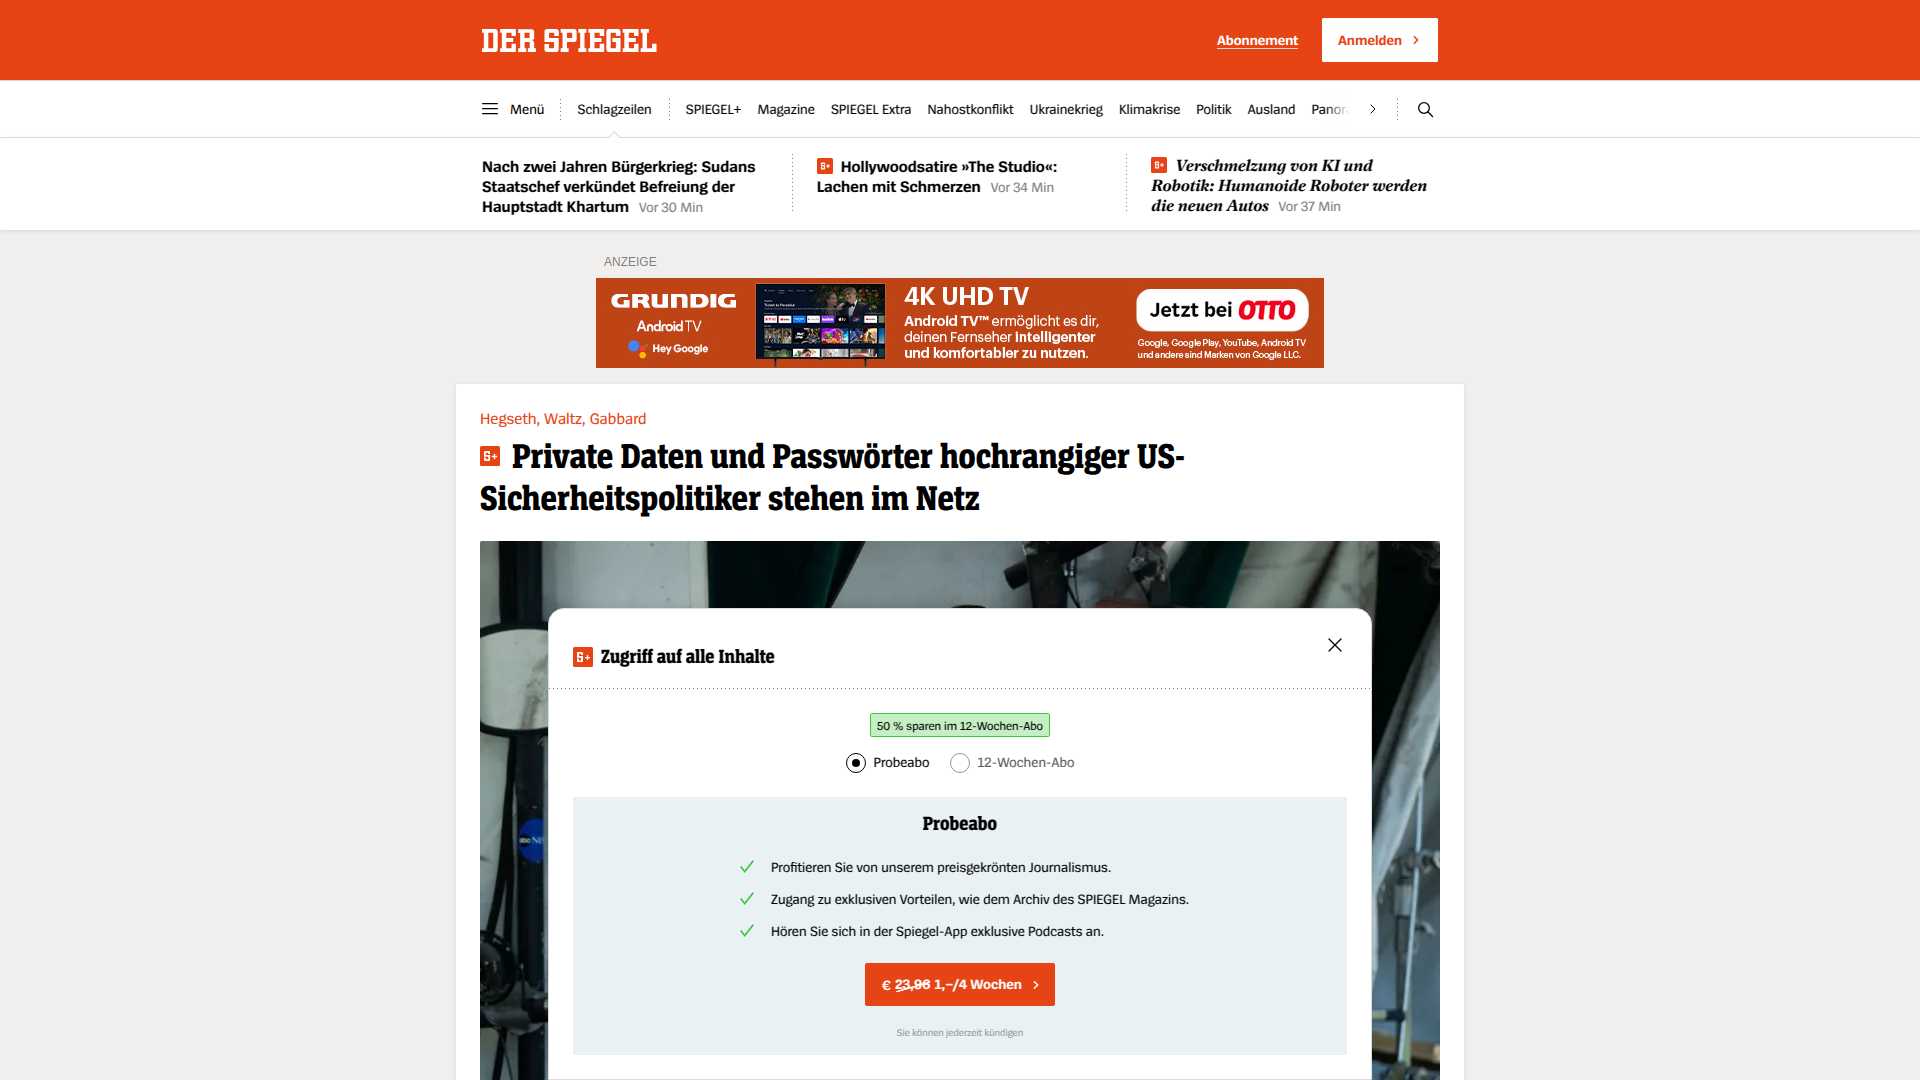 DER SPIEGEL
Abonnement
Anmelden
Menü
Schlagzeilen
SPIEGEL+
Magazine
SPIEGEL Extra
Nahostkonflikt
Ukrainekrieg
Klimakrise
Politik
Ausland
Panor
Nach zwei Jahren Bürgerkrieg: Sudans
Staatschef verkündet Befreiung der
Hauptstadt Khartum Vor 30 Min
Hollywoodsatire »The Studio«:
Lachen mit Schmerzen Vor 34 Min
Verschmelzung von KI und
Robotik: Humanoide Roboter werden
die neuen Autos Vor 37 Min
ANZEIGE
GRUNDIG
Android TV
Hey Google
4K UHD TV
Android TV™ ermöglicht es dir,
deinen Fernseher intelligenter
und komfortabler zu nutzen.
Jetzt bei OTTO
Google, Google Play, YouTube, Android TV
und andere sind Marken von Google LLC.
Hegseth, Waltz, Gabbard
Private Daten und Passwörter hochrangiger US-
Sicherheitspolitiker stehen im Netz
Zugriff auf alle Inhalte
50 % sparen im 12-Wochen-Abo
Probeabo
12-Wochen-Abo
Probeabo
Profitieren Sie von unserem preisgekrönten Journalismus.
Zugang zu exklusiven Vorteilen, wie dem Archiv des SPIEGEL Magazins.
Hören Sie sich in der Spiegel-App exklusive Podcasts an.
€ 23,96 1,–/4 Wochen
Sie können jederzeit kündigen